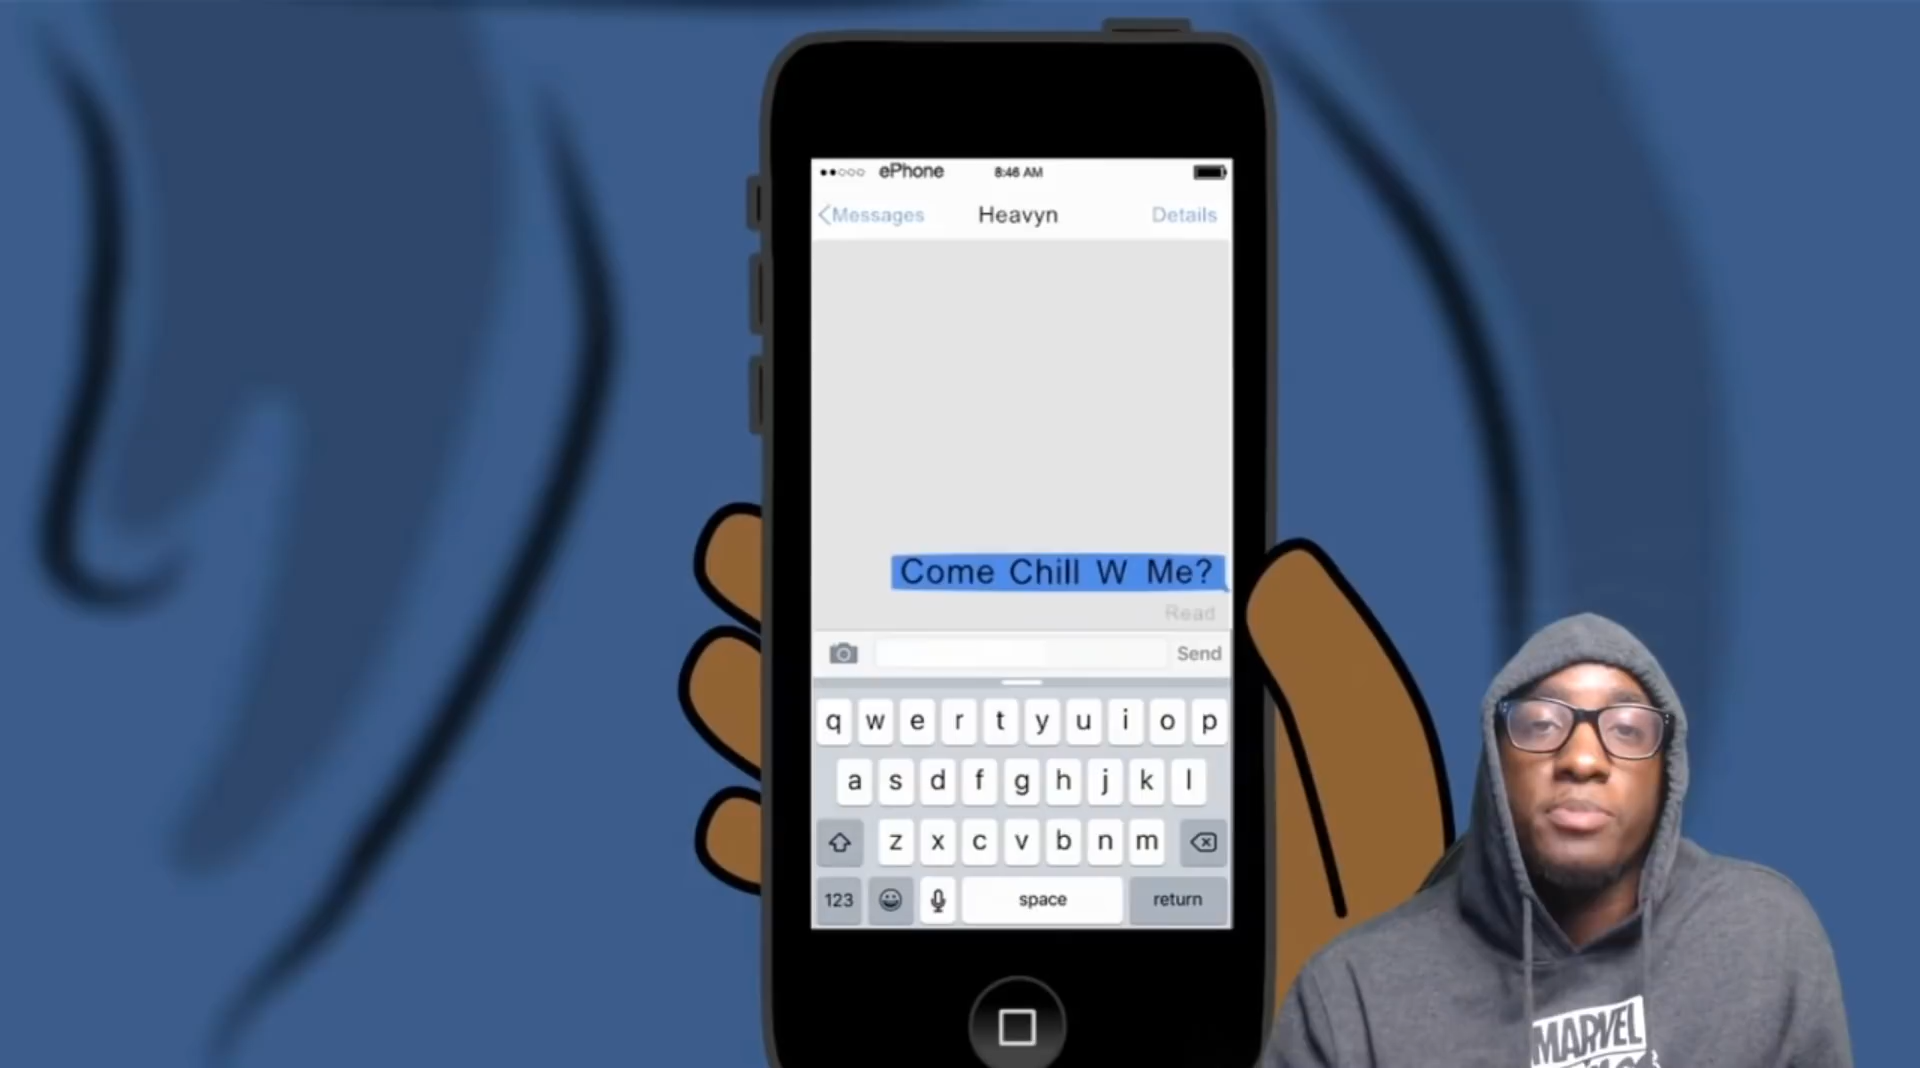 ePhone 8:46 AM
Messages Heavyn Details
Come Chill W Me?
Read
Send
q w e r t y u i o p
a s d f g h j k l
z x c v b n m
123 space return
MARVEL